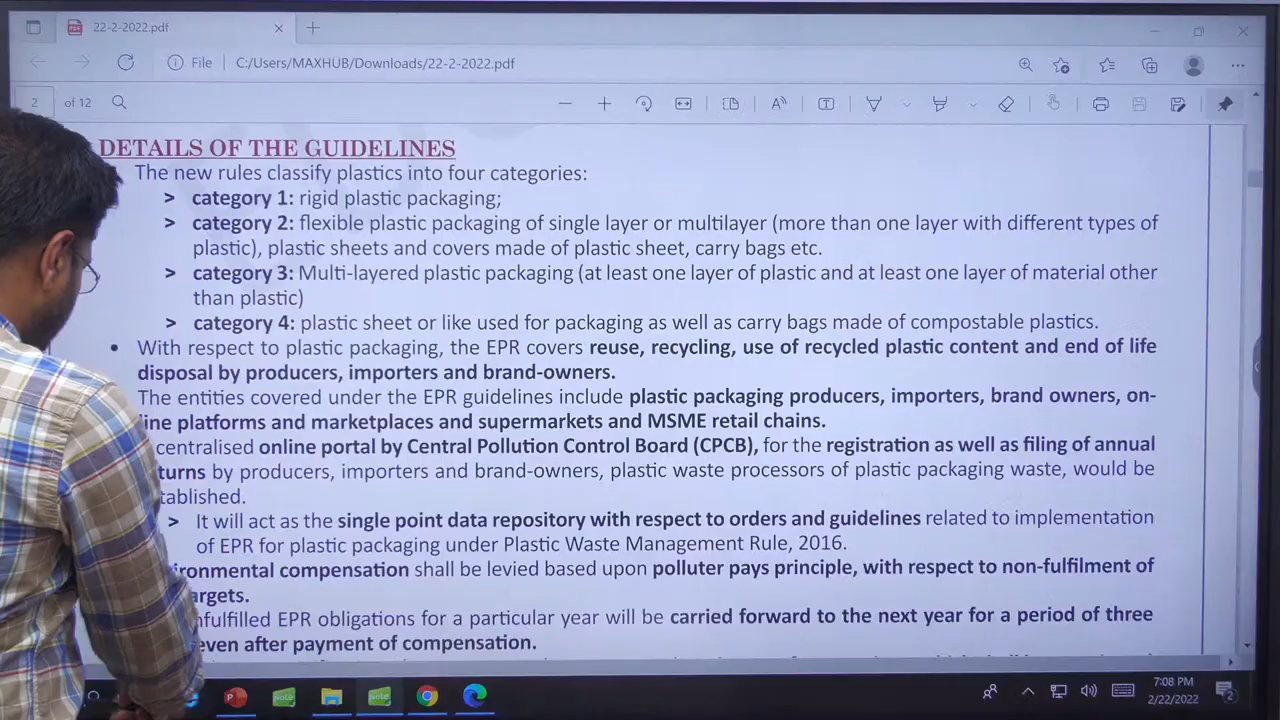 22-2-2022.pdf
File C:/Users/MAXHUB/Downloads/22-2-2022.pdf
2 of 12
DETAILS OF THE GUIDELINES
The new rules classify plastics into four categories:
> category 1: rigid plastic packaging;
> category 2: flexible plastic packaging of single layer or multilayer (more than one layer with different types of
plastic), plastic sheets and covers made of plastic sheet, carry bags etc.
> category 3: Multi-layered plastic packaging (at least one layer of plastic and at least one layer of material other
than plastic)
> category 4: plastic sheet or like used for packaging as well as carry bags made of compostable plastics.
• With respect to plastic packaging, the EPR covers reuse, recycling, use of recycled plastic content and end of life
disposal by producers, importers and brand-owners.
The entities covered under the EPR guidelines include plastic packaging producers, importers, brand owners, on-
line platforms and marketplaces and supermarkets and MSME retail chains.
centralised online portal by Central Pollution Control Board (CPCB), for the registration as well as filing of annual
turns by producers, importers and brand-owners, plastic waste processors of plastic packaging waste, would be
tablished.
> It will act as the single point data repository with respect to orders and guidelines related to implementation
of EPR for plastic packaging under Plastic Waste Management Rule, 2016.
ironmental compensation shall be levied based upon polluter pays principle, with respect to non-fulfilment of
argets.
nfulfilled EPR obligations for a particular year will be carried forward to the next year for a period of three
even after payment of compensation.
7:08 PM
2/22/2022